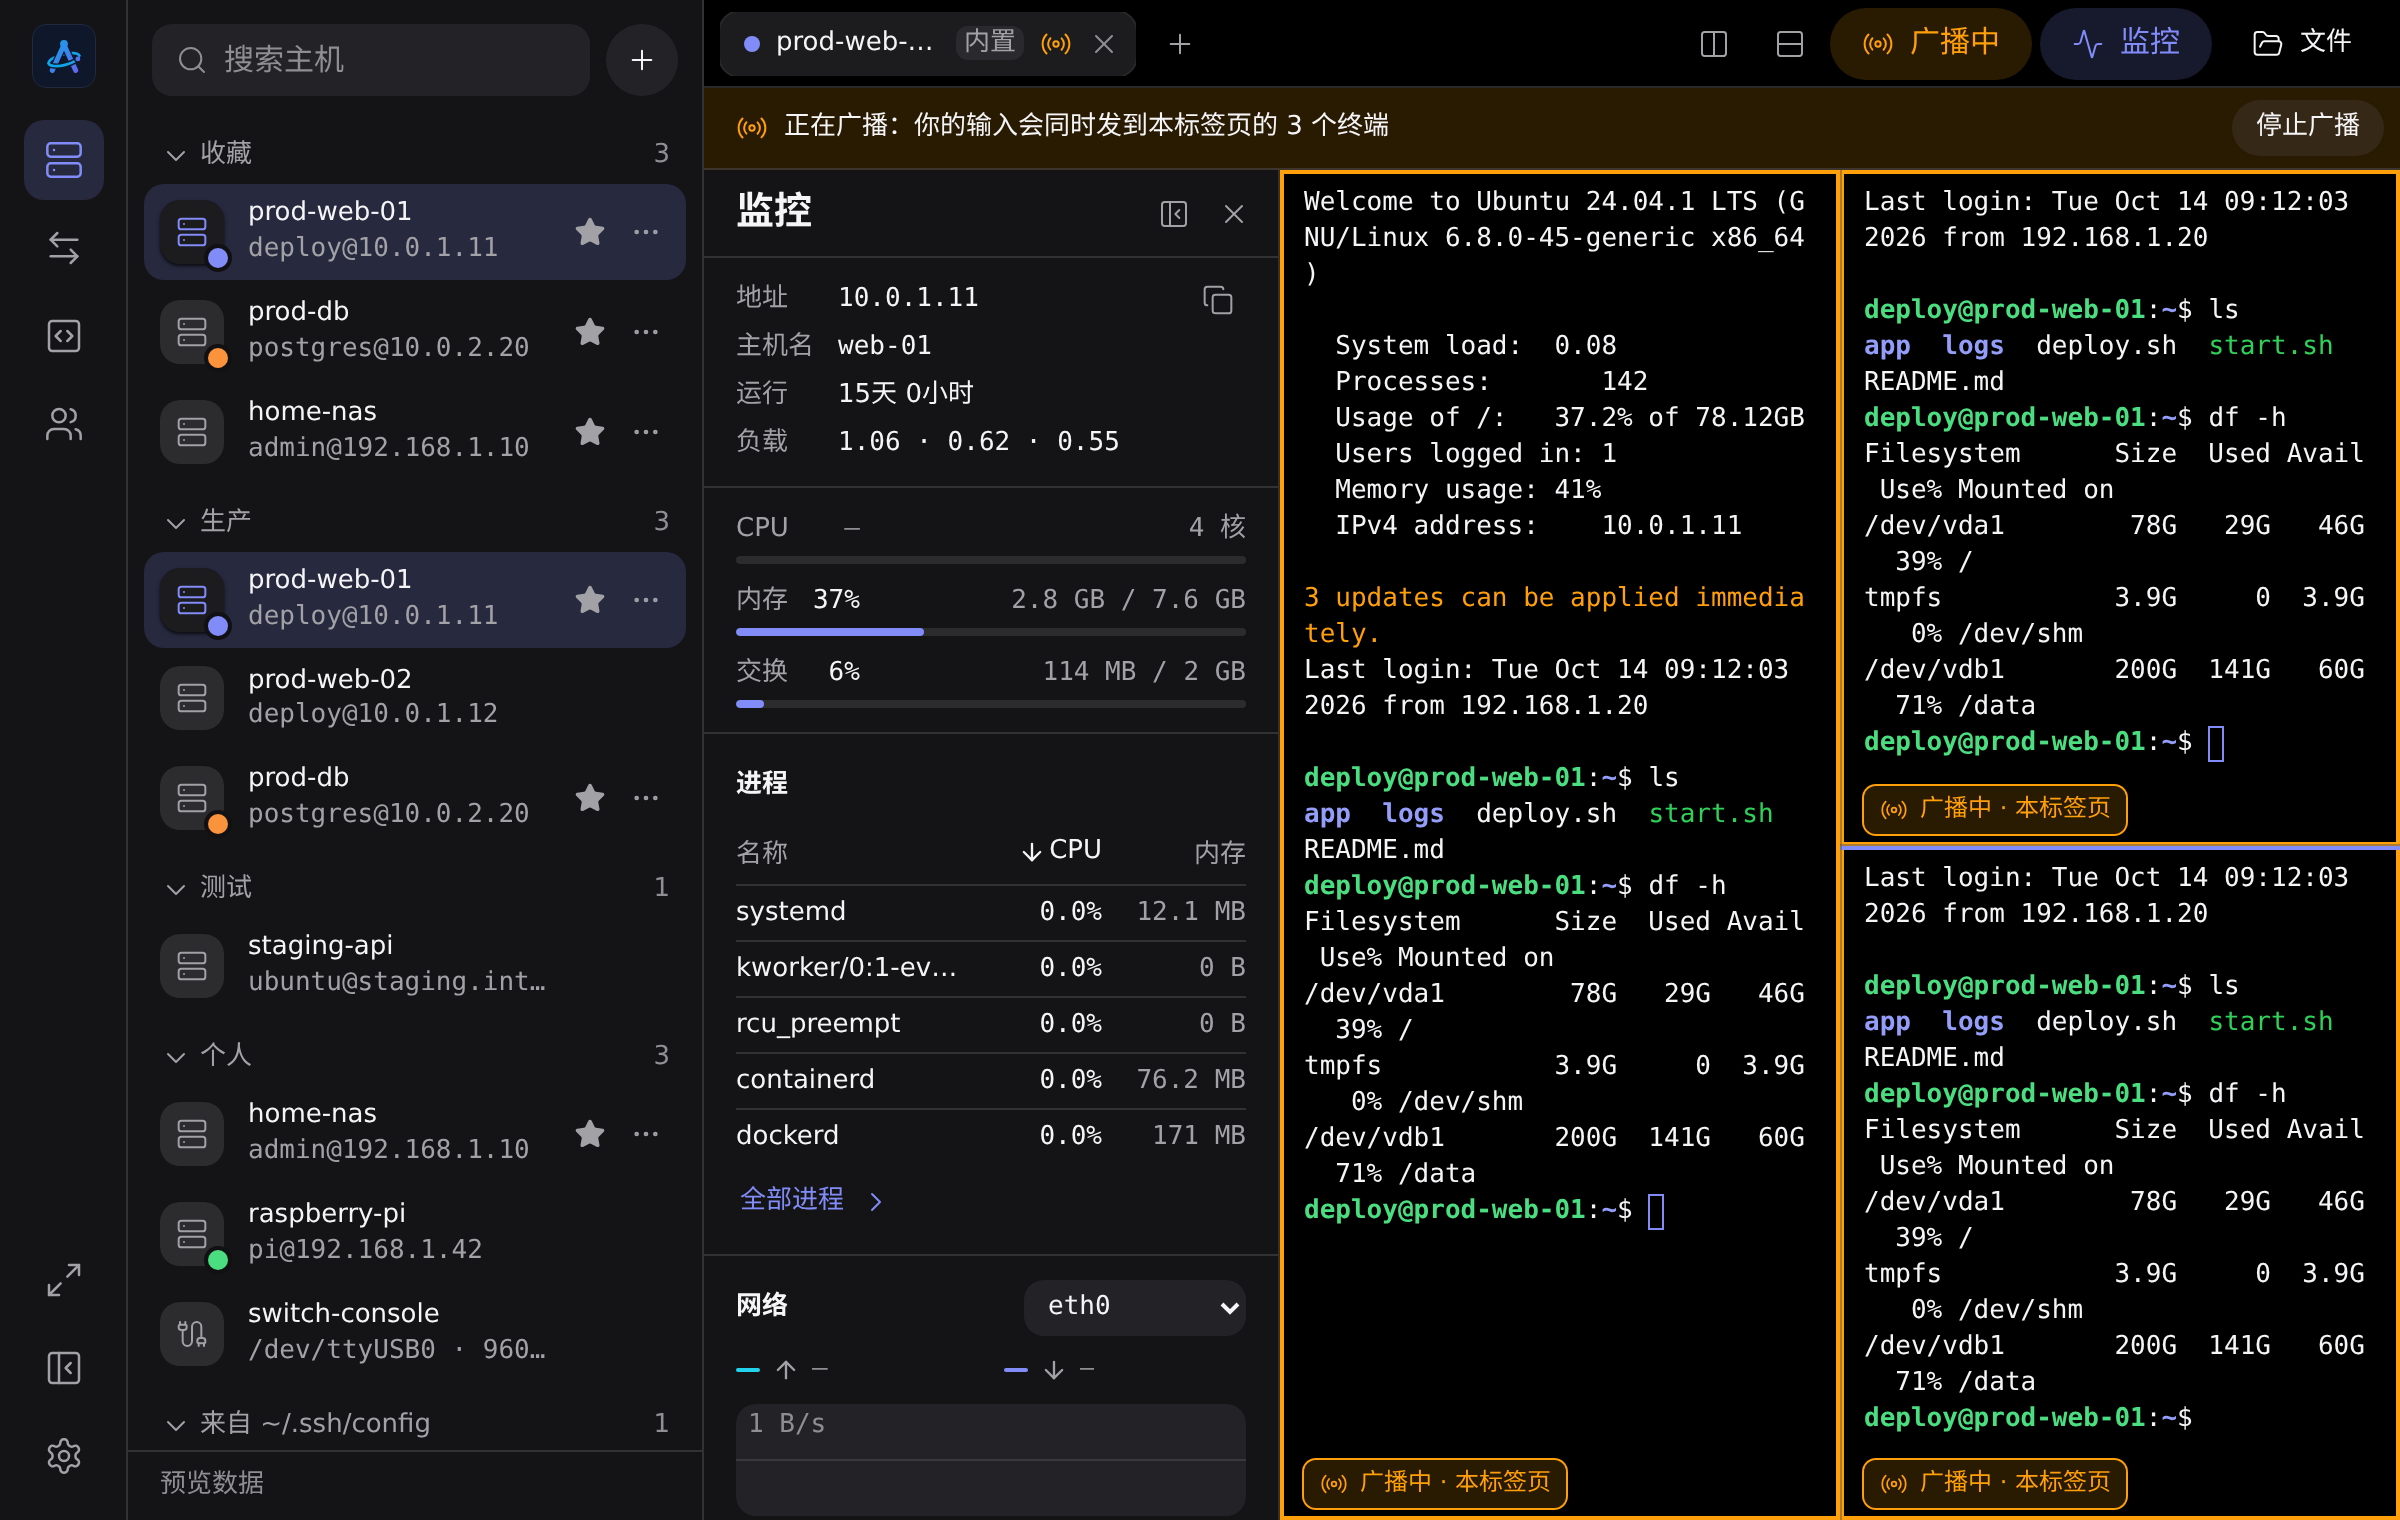 搜索主机
收藏 3
prod-web-01
deploy@10.0.1.11
prod-db
postgres@10.0.2.20
home-nas
admin@192.168.1.10
生产 3
prod-web-01
deploy@10.0.1.11
prod-web-02
deploy@10.0.1.12
prod-db
postgres@10.0.2.20
测试 1
staging-api
ubuntu@staging.int…
个人 3
home-nas
admin@192.168.1.10
raspberry-pi
pi@192.168.1.42
switch-console
/dev/ttyUSB0 · 960…
来自 ~/.ssh/config 1
预览数据
prod-web-… 内置
广播中 监控 文件
正在广播：你的输入会同时发到本标签页的 3 个终端 停止广播
监控
地址 10.0.1.11
主机名 web-01
运行 15天 0小时
负载 1.06 · 0.62 · 0.55
CPU — 4 核
内存 37% 2.8 GB / 7.6 GB
交换 6% 114 MB / 2 GB
进程
名称 ↓ CPU 内存
systemd 0.0% 12.1 MB
kworker/0:1-ev… 0.0% 0 B
rcu_preempt 0.0% 0 B
containerd 0.0% 76.2 MB
dockerd 0.0% 171 MB
全部进程
网络 eth0
↑ — ↓ —
1 B/s
Welcome to Ubuntu 24.04.1 LTS (G
NU/Linux 6.8.0-45-generic x86_64
)
System load: 0.08
Processes: 142
Usage of /: 37.2% of 78.12GB
Users logged in: 1
Memory usage: 41%
IPv4 address: 10.0.1.11
3 updates can be applied immedia
tely.
Last login: Tue Oct 14 09:12:03
2026 from 192.168.1.20
deploy@prod-web-01:~$ ls
app logs deploy.sh start.sh
README.md
deploy@prod-web-01:~$ df -h
Filesystem Size Used Avail
Use% Mounted on
/dev/vda1 78G 29G 46G
39% /
tmpfs 3.9G 0 3.9G
0% /dev/shm
/dev/vdb1 200G 141G 60G
71% /data
deploy@prod-web-01:~$
广播中 · 本标签页
Last login: Tue Oct 14 09:12:03
2026 from 192.168.1.20
deploy@prod-web-01:~$ ls
app logs deploy.sh start.sh
README.md
deploy@prod-web-01:~$ df -h
Filesystem Size Used Avail
Use% Mounted on
/dev/vda1 78G 29G 46G
39% /
tmpfs 3.9G 0 3.9G
0% /dev/shm
/dev/vdb1 200G 141G 60G
71% /data
deploy@prod-web-01:~$
广播中 · 本标签页
Last login: Tue Oct 14 09:12:03
2026 from 192.168.1.20
deploy@prod-web-01:~$ ls
app logs deploy.sh start.sh
README.md
deploy@prod-web-01:~$ df -h
Filesystem Size Used Avail
Use% Mounted on
/dev/vda1 78G 29G 46G
39% /
tmpfs 3.9G 0 3.9G
0% /dev/shm
/dev/vdb1 200G 141G 60G
71% /data
deploy@prod-web-01:~$
广播中 · 本标签页